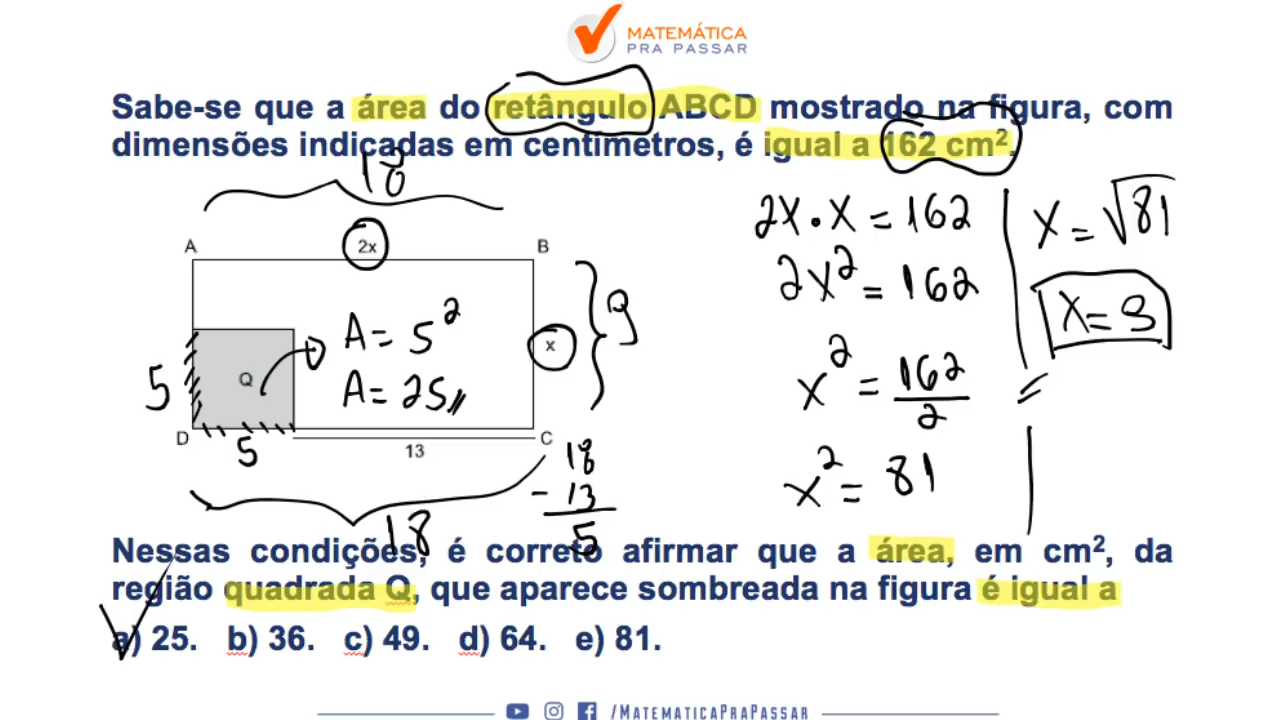 MATEMÁTICA
PRA PASSAR
Sabe-se que a área do retângulo ABCD mostrado na figura, com
dimensões indicadas em centímetros, é igual a 162 cm².
18
A 2x B
Q
x
9
A = 5²
A = 25
5
D
5
13
C
18
18
- 13
5
2x . x = 162
2x² = 162
x² = 162/2
x² = 81
x = √81
x = 9
Nessas condições, é correto afirmar que a área, em cm², da
região quadrada Q, que aparece sombreada na figura é igual a
a) 25. b) 36. c) 49. d) 64. e) 81.
/MATEMATICAPRAPASSAR